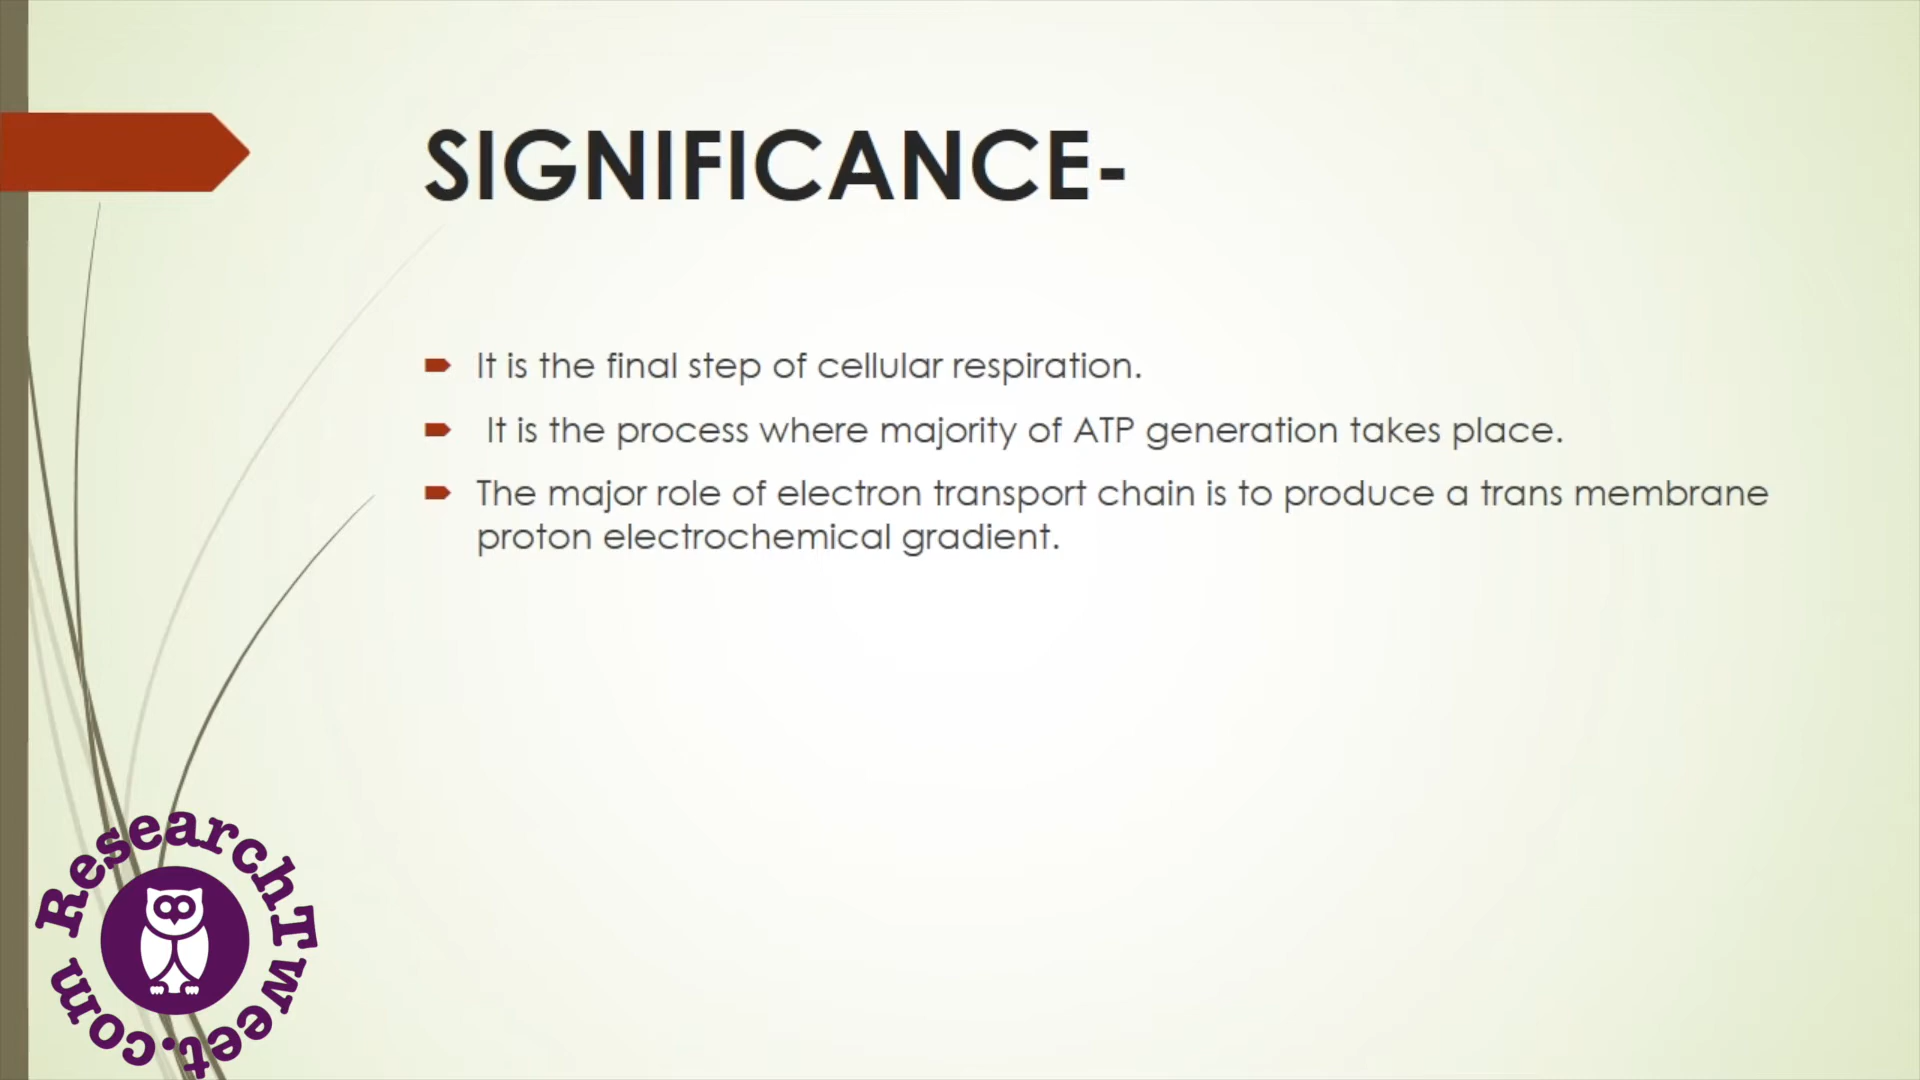 SIGNIFICANCE-
It is the final step of cellular respiration.
It is the process where majority of ATP generation takes place.
The major role of electron transport chain is to produce a trans membrane
proton electrochemical gradient.
ResearchTweet.com